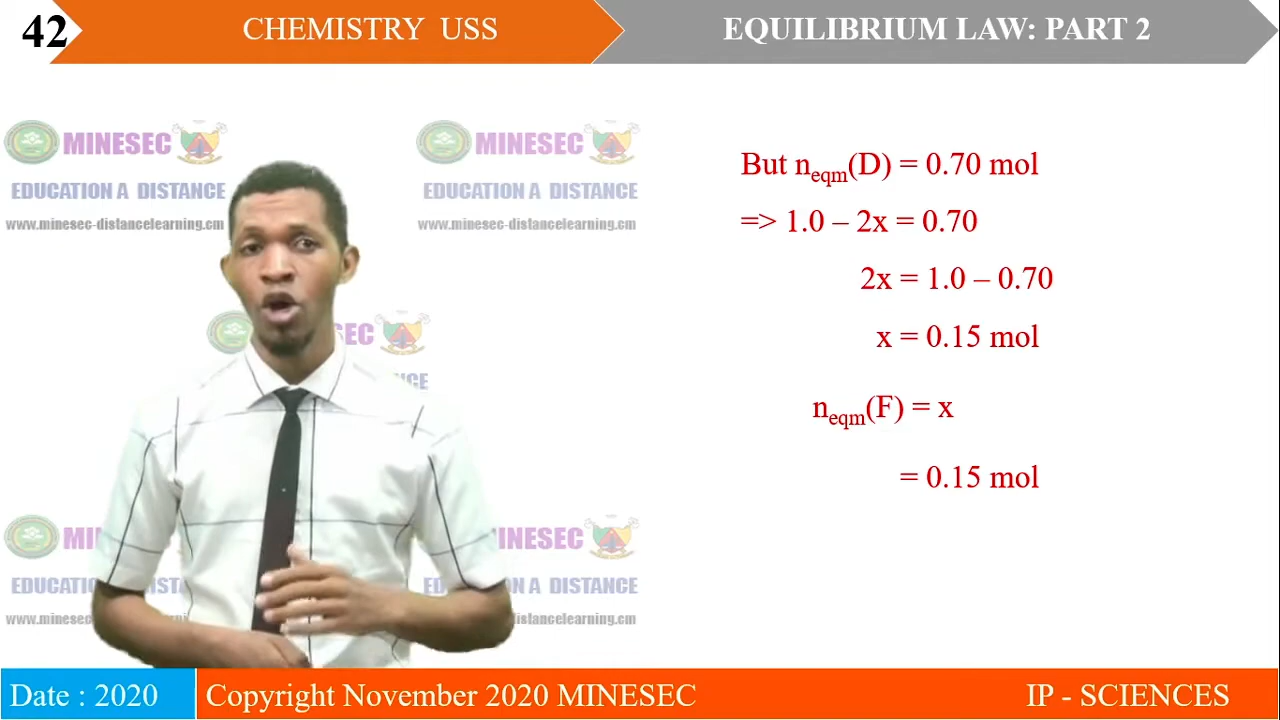 42
CHEMISTRY USS
EQUILIBRIUM LAW: PART 2
MINESEC
EDUCATION A DISTANCE
www.minesec-distancelearning.cm
MINESEC
EDUCATION A DISTANCE
www.minesec-distancelearning.cm
But neqm(D) = 0.70 mol
=> 1.0 – 2x = 0.70
2x = 1.0 – 0.70
x = 0.15 mol
neqm(F) = x
= 0.15 mol
Date : 2020
Copyright November 2020 MINESEC
IP - SCIENCES